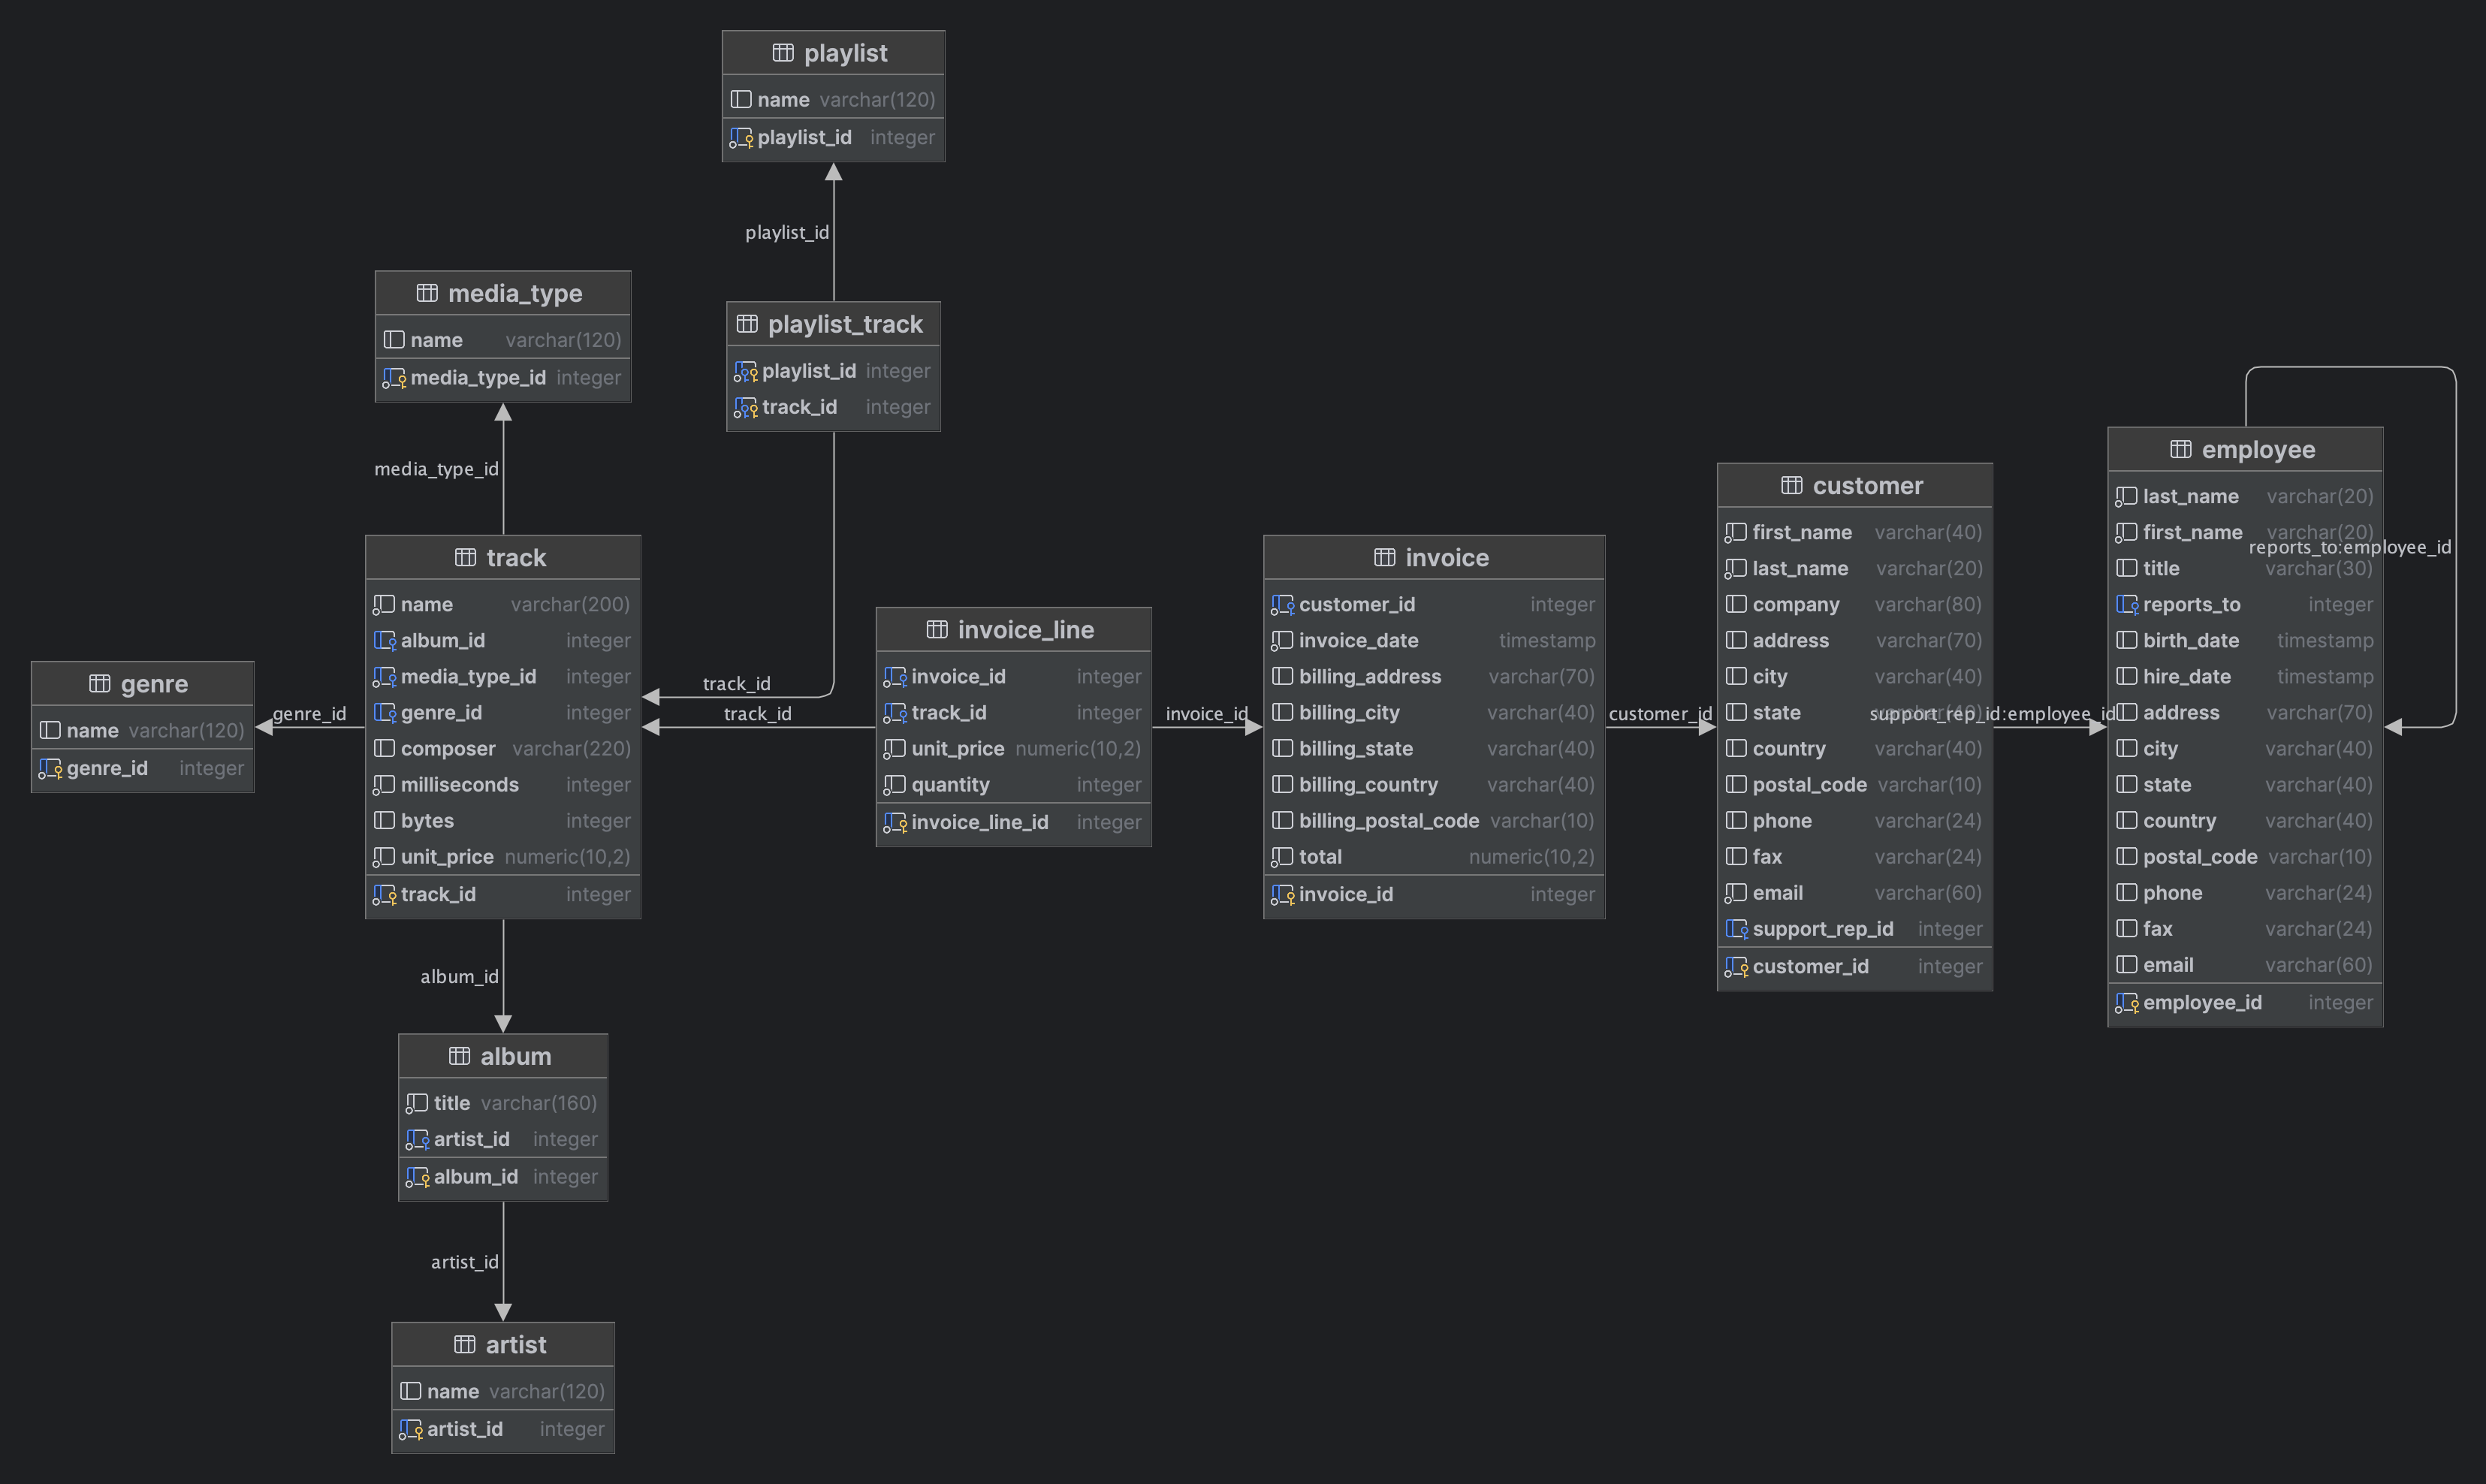 playlist
name varchar(120)
playlist_id integer
playlist_id
media_type
name varchar(120)
media_type_id integer
media_type_id
playlist_track
playlist_id integer
track_id integer
track_id
track
name varchar(200)
album_id integer
media_type_id integer
genre_id integer
composer varchar(220)
milliseconds integer
bytes integer
unit_price numeric(10,2)
track_id integer
genre
name varchar(120)
genre_id integer
genre_id
track_id
invoice_line
invoice_id integer
track_id integer
unit_price numeric(10,2)
quantity integer
invoice_line_id integer
invoice_id
invoice
customer_id integer
invoice_date timestamp
billing_address varchar(70)
billing_city varchar(40)
billing_state varchar(40)
billing_country varchar(40)
billing_postal_code varchar(10)
total numeric(10,2)
invoice_id integer
customer_id
customer
first_name varchar(40)
last_name varchar(20)
company varchar(80)
address varchar(70)
city varchar(40)
state varchar(40)
country varchar(40)
postal_code varchar(10)
phone varchar(24)
fax varchar(24)
email varchar(60)
support_rep_id integer
customer_id integer
support_rep_id:employee_id
employee
last_name varchar(20)
first_name varchar(20)
reports_to:employee_id
title varchar(30)
reports_to integer
birth_date timestamp
hire_date timestamp
address varchar(70)
city varchar(40)
state varchar(40)
country varchar(40)
postal_code varchar(10)
phone varchar(24)
fax varchar(24)
email varchar(60)
employee_id integer
album_id
album
title varchar(160)
artist_id integer
album_id integer
artist_id
artist
name varchar(120)
artist_id integer